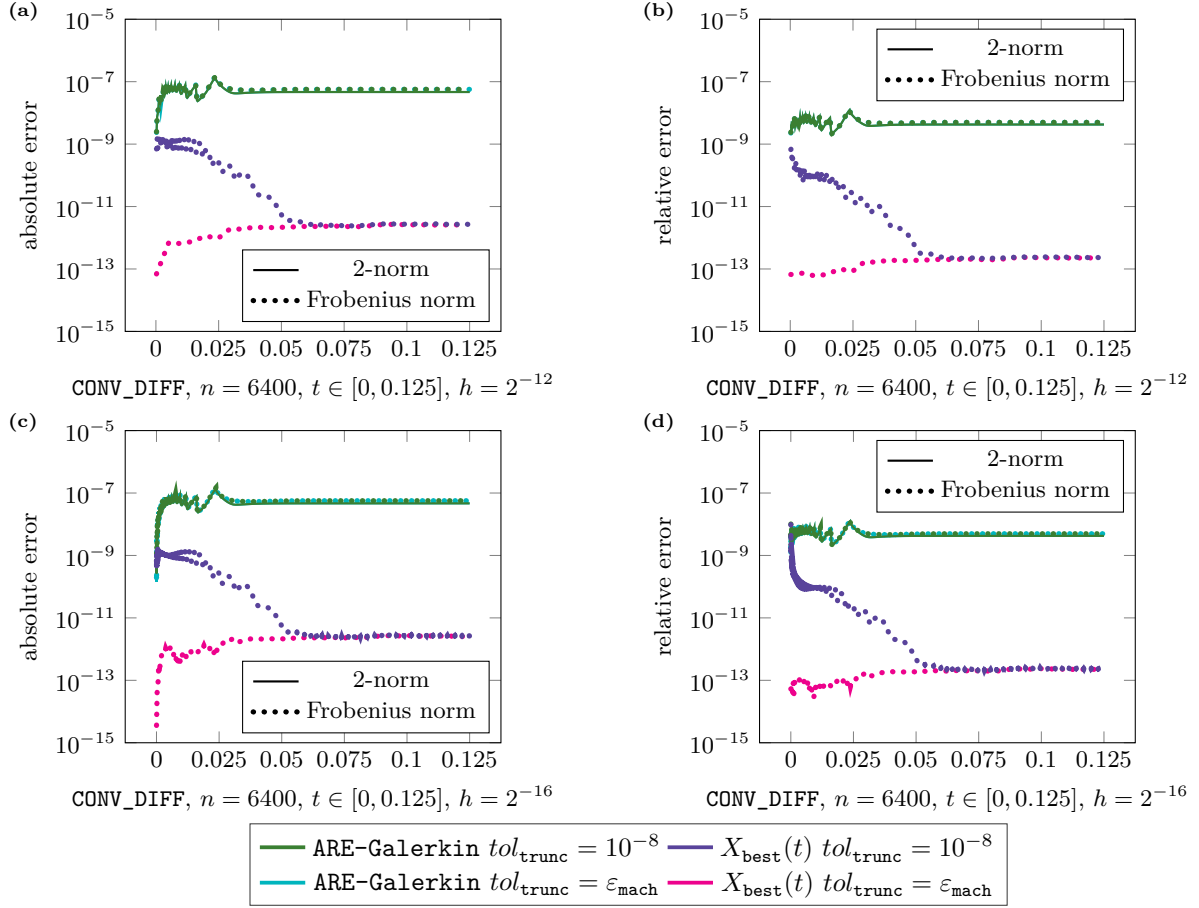 (a)
10⁻⁵
10⁻⁷
10⁻⁹
10⁻¹¹
10⁻¹³
10⁻¹⁵
absolute error
2-norm
Frobenius norm
0 0.025 0.05 0.075 0.1 0.125
CONV_DIFF, n = 6400, t ∈ [0, 0.125], h = 2⁻¹²
(b)
10⁻⁵
10⁻⁷
10⁻⁹
10⁻¹¹
10⁻¹³
10⁻¹⁵
relative error
2-norm
Frobenius norm
0 0.025 0.05 0.075 0.1 0.125
CONV_DIFF, n = 6400, t ∈ [0, 0.125], h = 2⁻¹²
(c)
10⁻⁵
10⁻⁷
10⁻⁹
10⁻¹¹
10⁻¹³
10⁻¹⁵
absolute error
2-norm
Frobenius norm
0 0.025 0.05 0.075 0.1 0.125
CONV_DIFF, n = 6400, t ∈ [0, 0.125], h = 2⁻¹⁶
(d)
10⁻⁵
10⁻⁷
10⁻⁹
10⁻¹¹
10⁻¹³
10⁻¹⁵
relative error
2-norm
Frobenius norm
0 0.025 0.05 0.075 0.1 0.125
CONV_DIFF, n = 6400, t ∈ [0, 0.125], h = 2⁻¹⁶
ARE-Galerkin tol_trunc = 10⁻⁸
X_best(t) tol_trunc = 10⁻⁸
ARE-Galerkin tol_trunc = ε_mach
X_best(t) tol_trunc = ε_mach